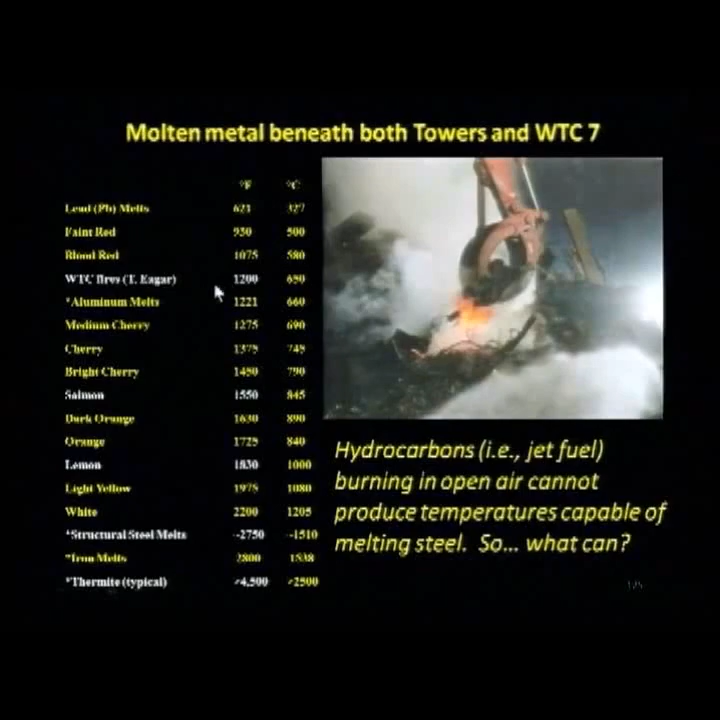 Molten metal beneath both Towers and WTC 7
°F °C
Lead (Pb) Melts 621 327
Faint Red 930 500
Blood Red 1075 580
WTC fires (T. Eagar) 1200 650
*Aluminum Melts 1221 660
Medium Cherry 1275 690
Cherry 1375 745
Bright Cherry 1450 790
Salmon 1550 845
Dark Orange 1630 890
Orange 1725 840
Lemon 1830 1000
Light Yellow 1975 1080
White 2200 1205
*Structural Steel Melts ~2750 ~1510
*Iron Melts 2800 1538
*Thermite (typical) >4,500 >2500
Hydrocarbons (i.e., jet fuel)
burning in open air cannot
produce temperatures capable of
melting steel. So... what can?